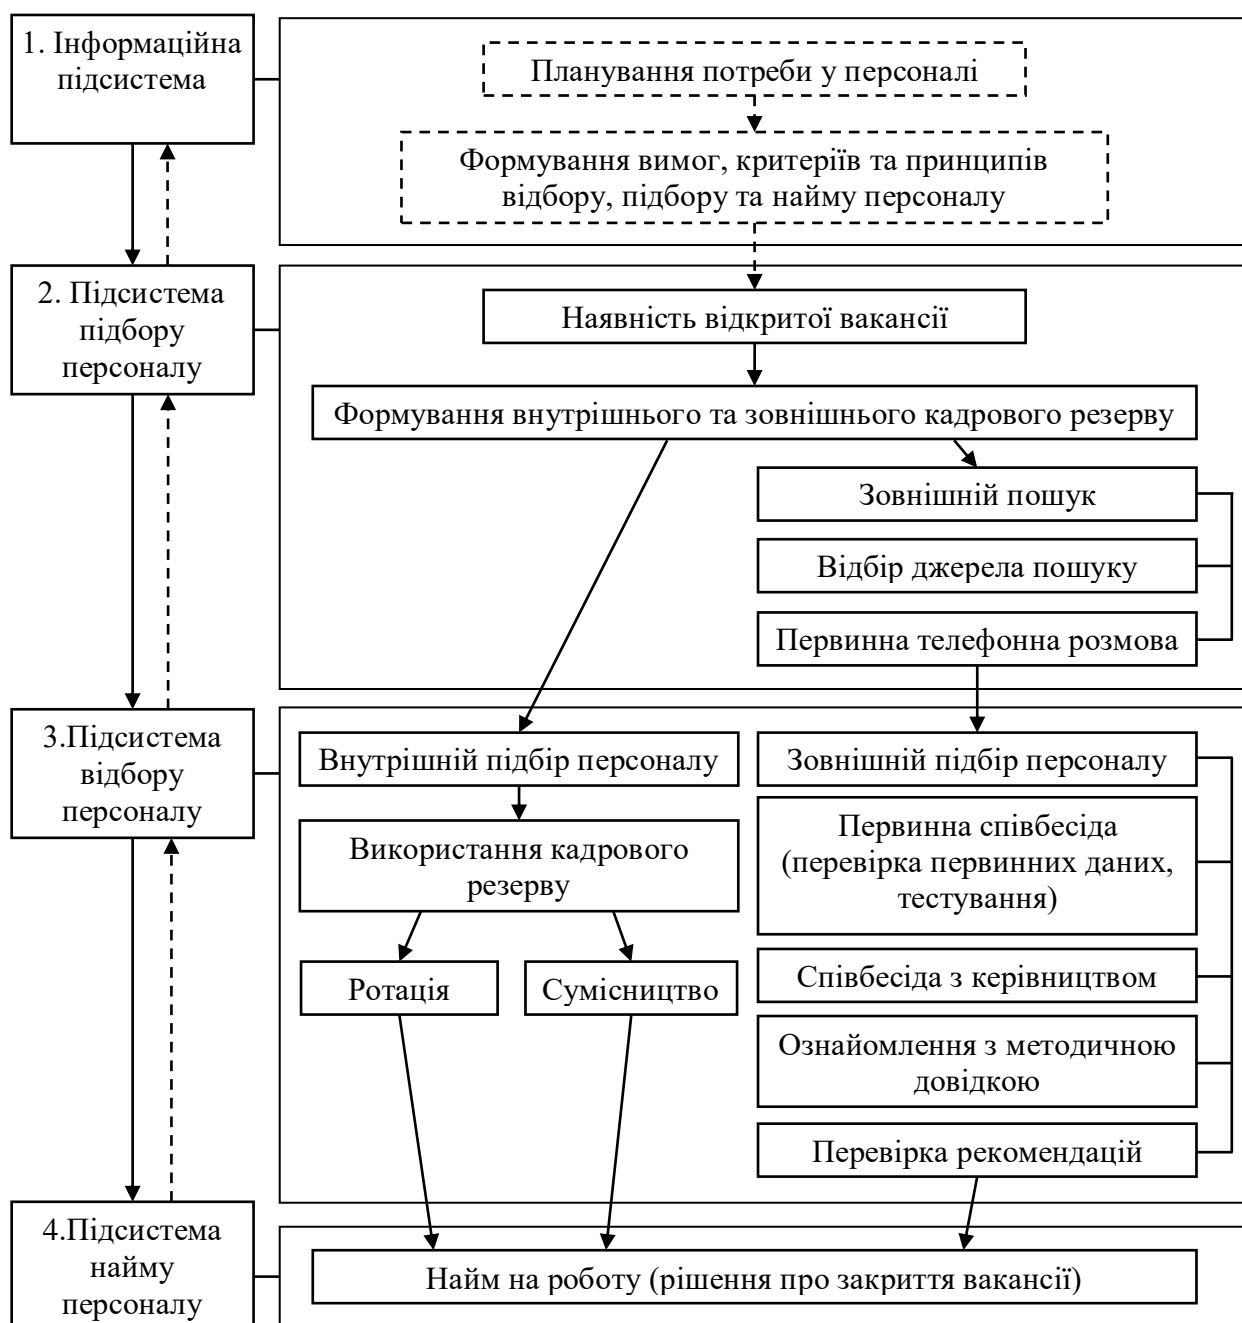 1. Інформаційна
підсистема
Планування потреби у персоналі
Формування вимог, критеріїв та принципів
відбору, підбору та найму персоналу
2. Підсистема
підбору
персоналу
Наявність відкритої вакансії
Формування внутрішнього та зовнішнього кадрового резерву
Зовнішній пошук
Відбір джерела пошуку
Первинна телефонна розмова
3.Підсистема
відбору
персоналу
Внутрішній підбір персоналу
Використання кадрового
резерву
Ротація
Сумісництво
Зовнішній підбір персоналу
Первинна співбесіда
(перевірка первинних даних,
тестування)
Співбесіда з керівництвом
Ознайомлення з методичною
довідкою
Перевірка рекомендацій
4.Підсистема
найму
персоналу
Найм на роботу (рішення про закриття вакансії)